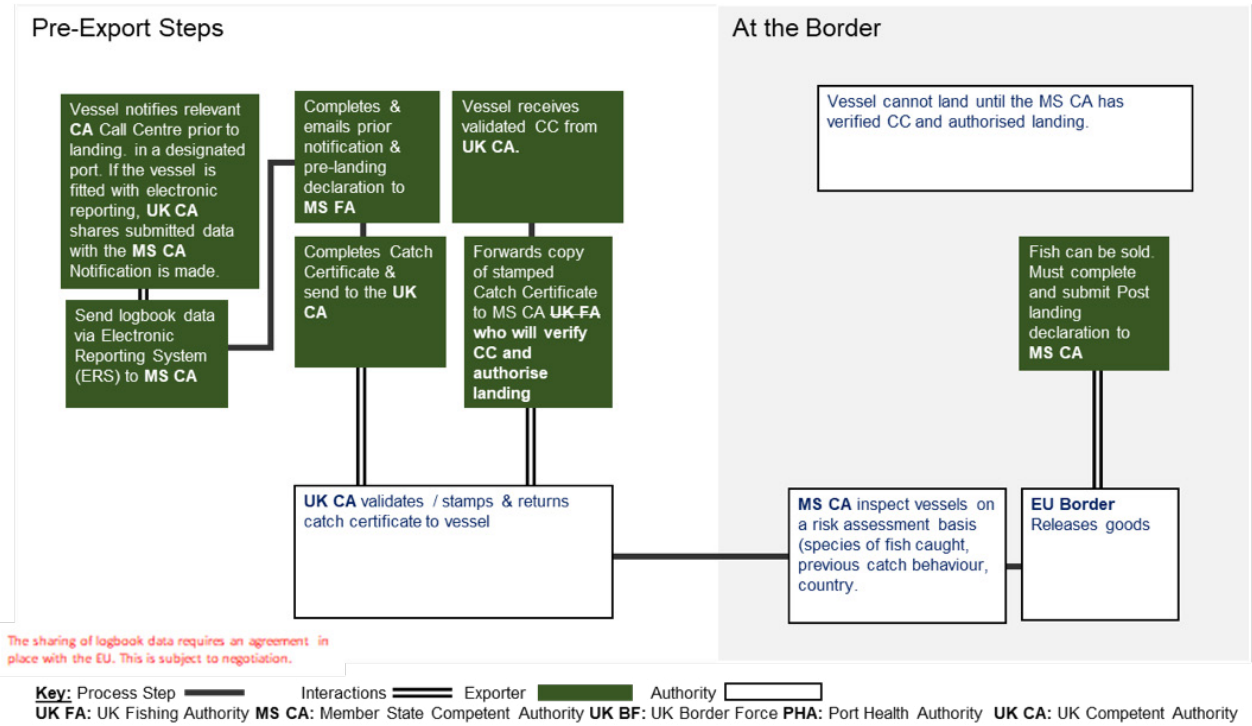 Pre-Export Steps
At the Border
Vessel notifies relevant
CA Call Centre prior to
landing. in a designated
port. If the vessel is
fitted with electronic
reporting, UK CA
shares submitted data
with the MS CA
Notification is made.
Send logbook data
via Electronic
Reporting System
(ERS) to MS CA
Completes &
emails prior
notification &
pre-landing
declaration to
MS FA
Completes Catch
Certificate &
send to the UK
CA
Vessel receives
validated CC from
UK CA.
Forwards copy
of stamped
Catch Certificate
to MS CA UK FA
who will verify
CC and
authorise
landing
UK CA validates / stamps & returns
catch certificate to vessel
Vessel cannot land until the MS CA has
verified CC and authorised landing.
Fish can be sold.
Must complete
and submit Post
landing
declaration to
MS CA
MS CA inspect vessels on
a risk assessment basis
(species of fish caught,
previous catch behaviour,
country.
EU Border
Releases goods
The sharing of logbook data requires an agreement in
place with the EU. This is subject to negotiation.
Key: Process Step Interactions Exporter Authority
UK FA: UK Fishing Authority MS CA: Member State Competent Authority UK BF: UK Border Force PHA: Port Health Authority UK CA: UK Competent Authority